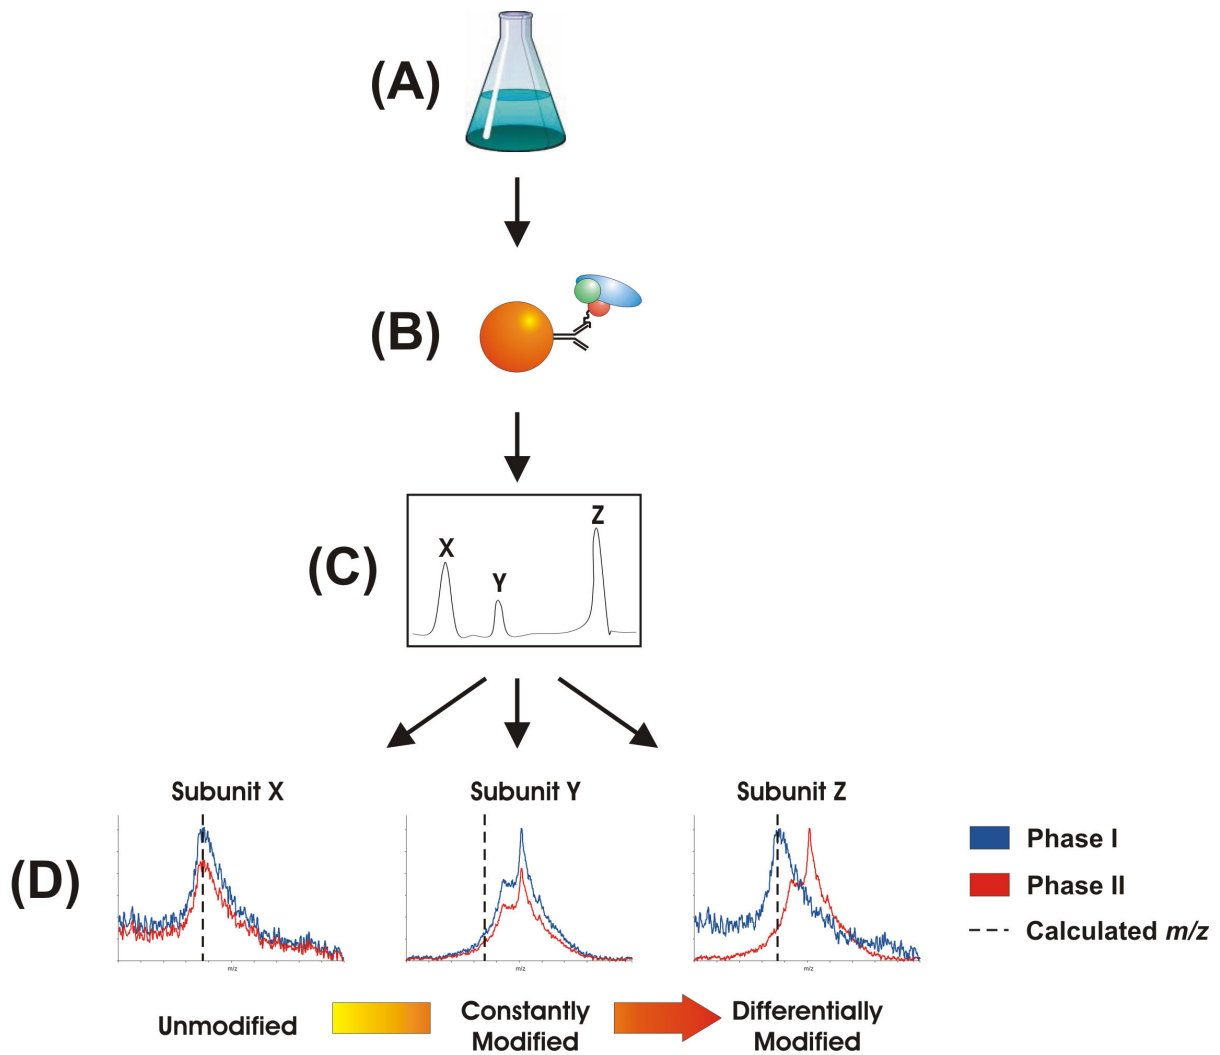 (A)
(B)
(C)
X
Y
Z
Subunit X
Subunit Y
Subunit Z
(D)
m/z
m/z
m/z
Phase I
Phase II
Calculated m/z
Unmodified
Constantly
Modified
Differentially
Modified